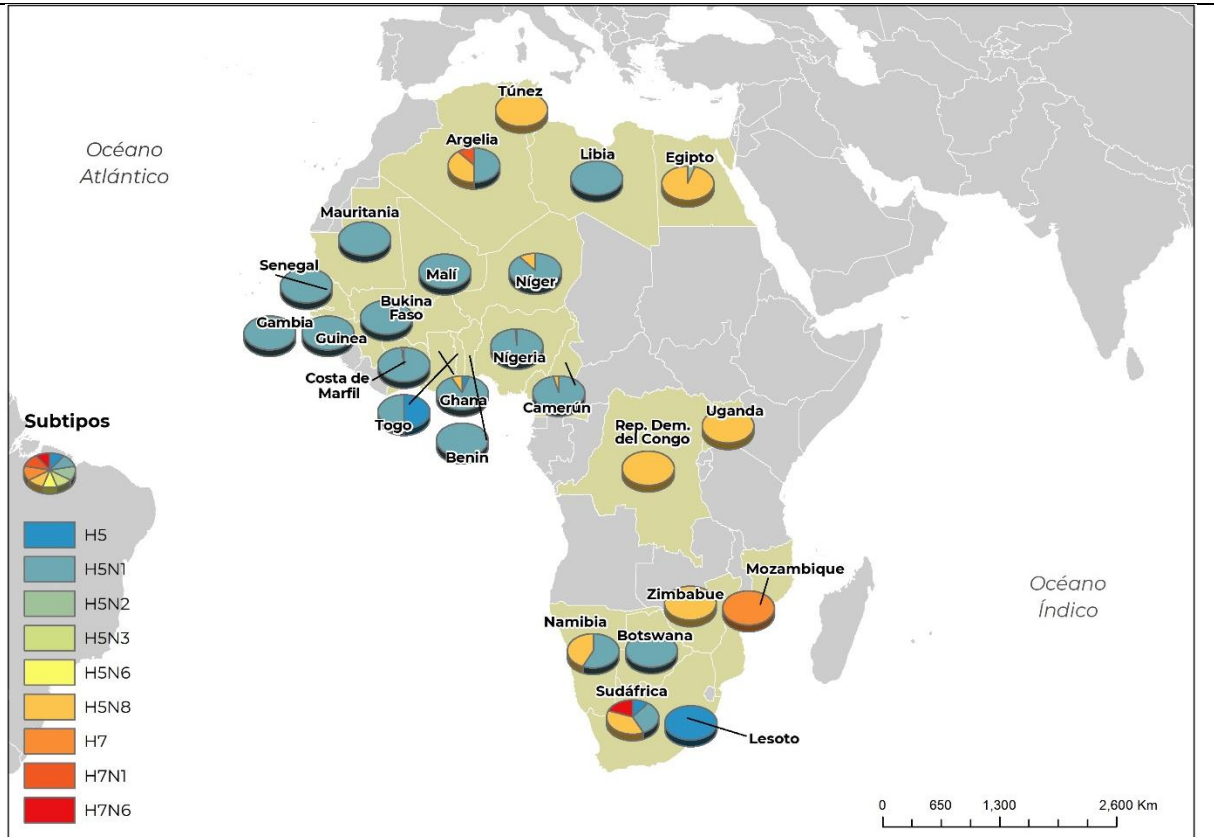 Túnez
Argelia
Libia
Egipto
Océano
Atlántico
Mauritania
Senegal
Malí
Níger
Bukina
Faso
Gambia
Guinea
Nígeria
Costa de
Marfil
Ghana
Camerún
Togo
Benin
Uganda
Rep. Dem.
del Congo
Subtipos
H5
H5N1
H5N2
H5N3
H5N6
H5N8
H7
H7N1
H7N6
Mozambique
Océano
Índico
Zimbabue
Namibia
Botswana
Sudáfrica
Lesoto
0 650 1,300 2,600 Km